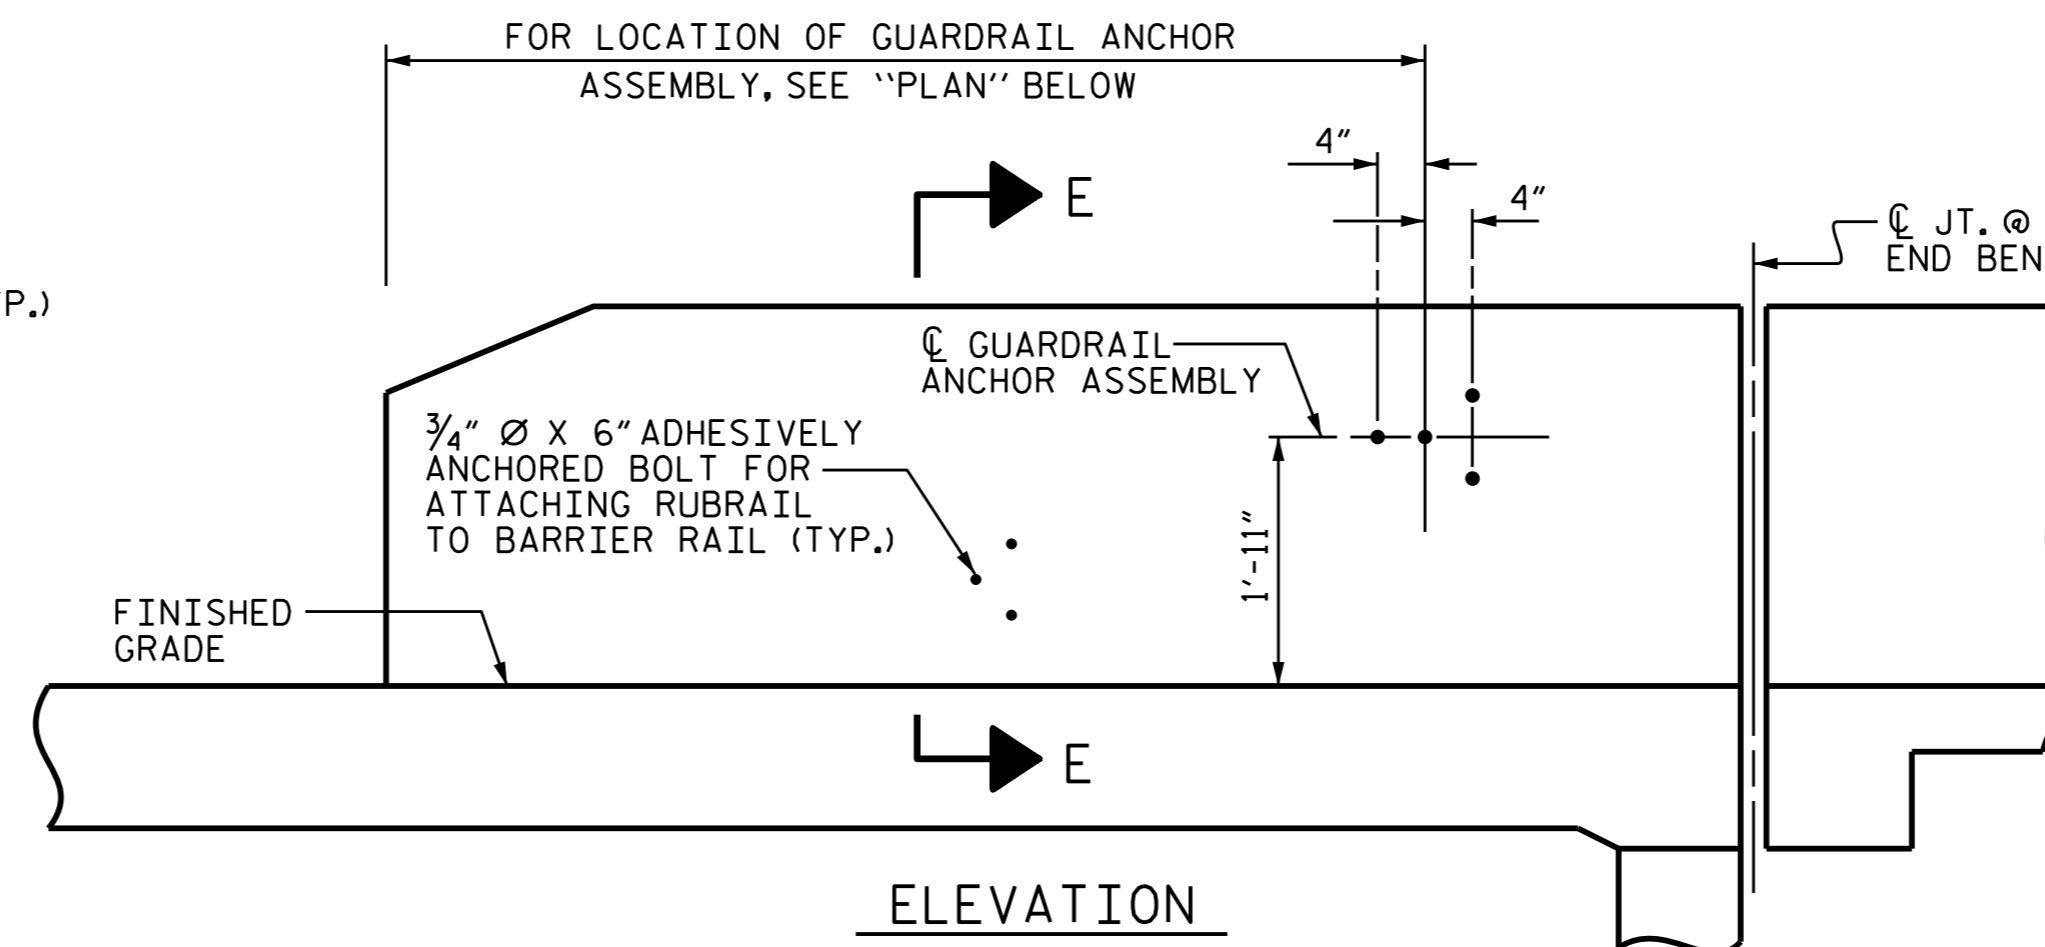 FOR LOCATION OF GUARDRAIL ANCHOR
ASSEMBLY, SEE ‵‵PLAN′′ BELOW
4″
E
4″
℄ JT. @
END BEN
P.)
℄ GUARDRAIL
ANCHOR ASSEMBLY
¾″ Ø X 6″ ADHESIVELY
ANCHORED BOLT FOR
ATTACHING RUBRAIL
TO BARRIER RAIL (TYP.)
1′-11″
FINISHED
GRADE
E
ELEVATION